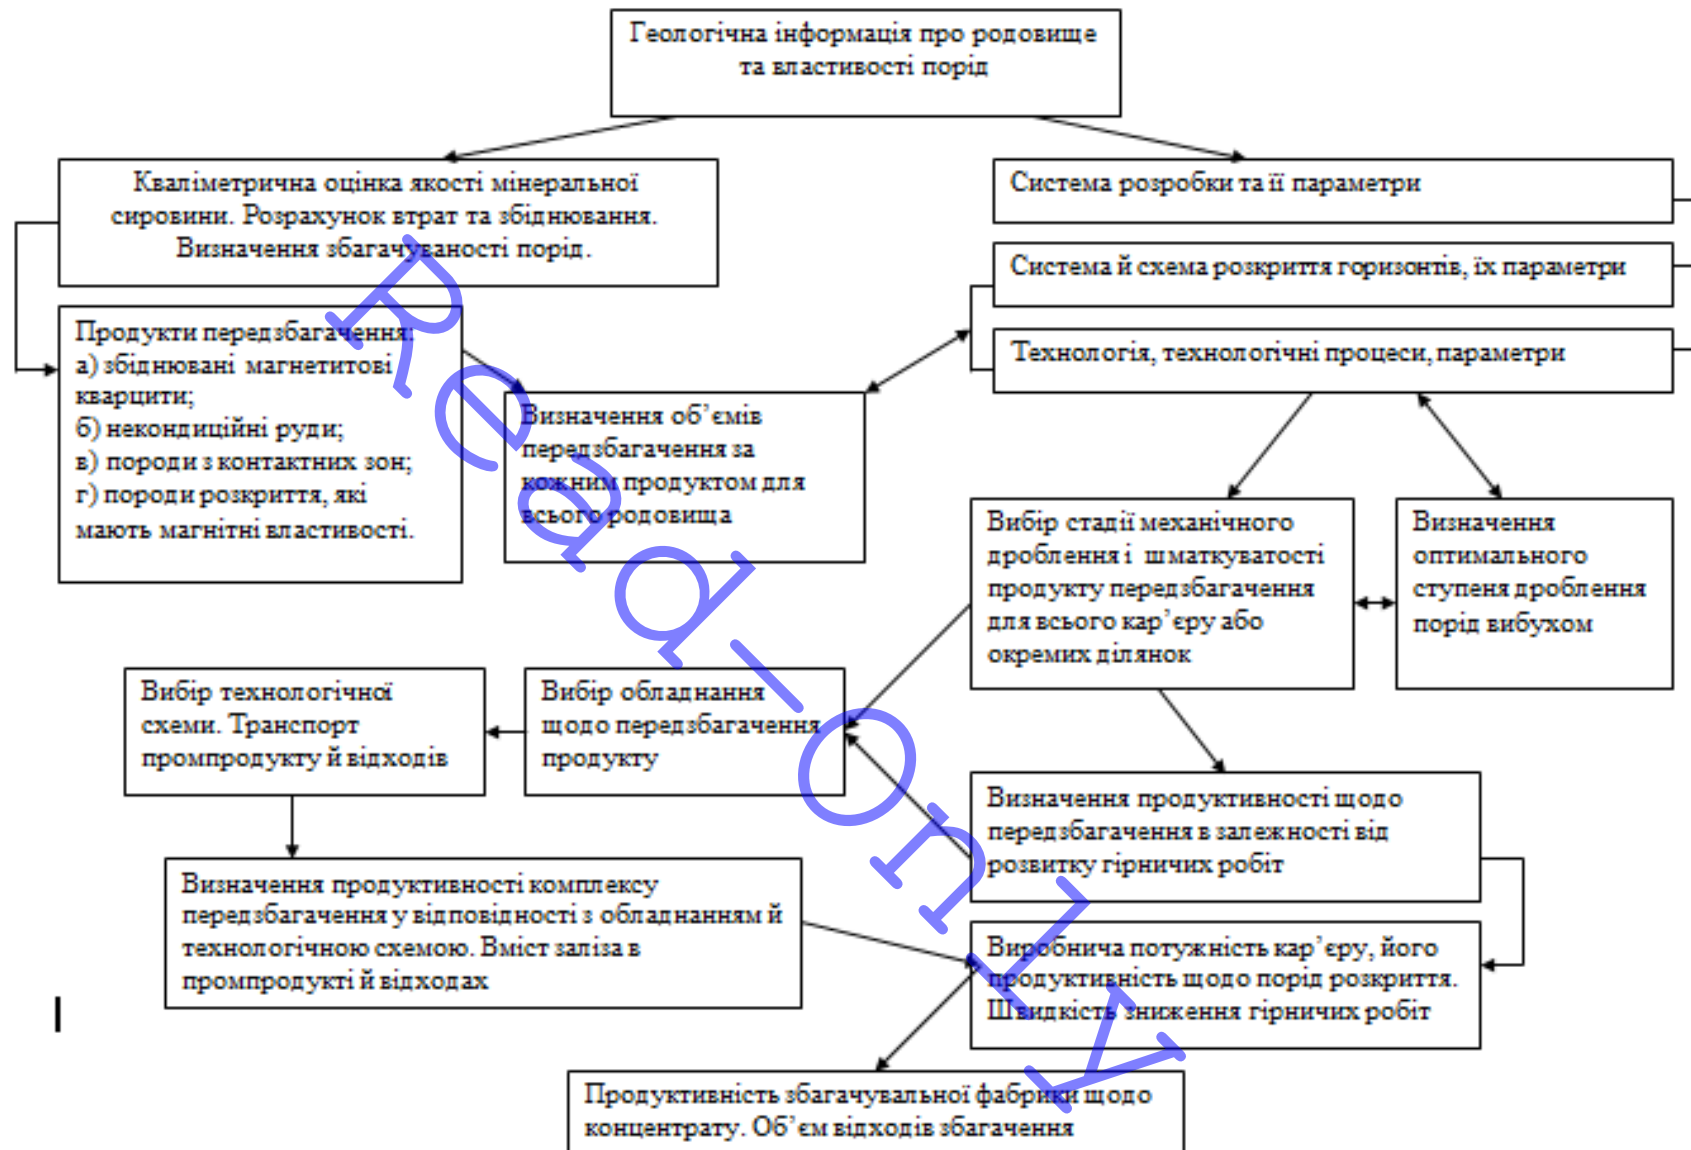 Геологічна інформація про родовище
та властивості порід
Кваліметрична оцінка якості мінеральної
сировини. Розрахунок втрат та збіднювання.
Визначення збагачуваності порід.
Система розробки та її параметри
Система й схема розкриття горизонтів, їх параметри
Технологія, технологічні процеси, параметри
Продукти передзбагачення:
а) збіднювані магнетитові
кварцити;
б) некондиційні руди;
в) породи з контактних зон;
г) породи розкриття, які
мають магнітні властивості.
Визначення об’ємів
передзбагачення за
кожним продуктом для
всього родовища
Вибір стадії механічного
дроблення і шматкуватості
продукту передзбагачення
для всього кар’єру або
окремих ділянок
Визначення
оптимального
ступеня дроблення
порід вибухом
Вибір технологічної
схеми. Транспорт
промпродукту й відходів
Вибір обладнання
щодо передзбагачення
продукту
Визначення продуктивності щодо
передзбагачення в залежності від
розвитку гірничих робіт
Визначення продуктивності комплексу
передзбагачення у відповідності з обладнанням й
технологічною схемою. Вміст заліза в
промпродукті й відходах
Виробнича потужність кар’єру, його
продуктивність щодо порід розкриття.
Швидкість зниження гірничих робіт
Продуктивність збагачувальної фабрики щодо
концентрату. Об’єм відходів збагачення
Read-only